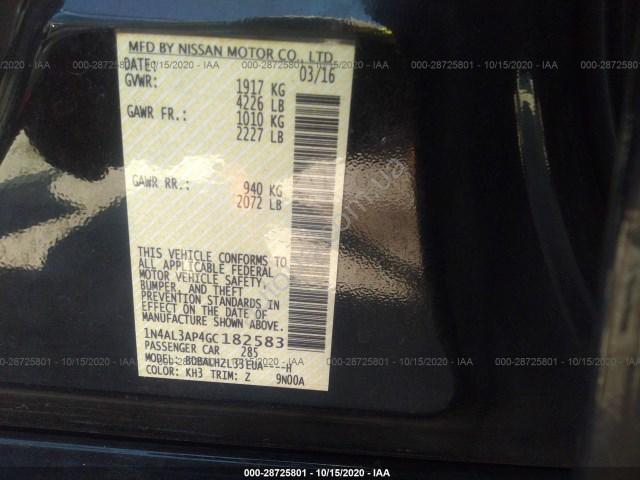 MFD BY NISSAN MOTOR CO., LTD.
DATE: 03/16
GVWR: 1917 KG
4226 LB
GAWR FR.: 1010 KG
2227 LB
GAWR RR.: 940 KG
2072 LB
THIS VEHICLE CONFORMS TO
ALL APPLICABLE FEDERAL
MOTOR VEHICLE SAFETY,
BUMPER, AND THEFT
PREVENTION STANDARDS IN
EFFECT ON THE DATE OF
MANUFACTURE SHOWN ABOVE.
1N4AL3AP4GC182583
PASSENGER CAR 285
MODEL: BDBALHZL33EUA----H
COLOR: KH3 TRIM: Z 9N00A
000-28725801 - 10/15/2020 - IAA